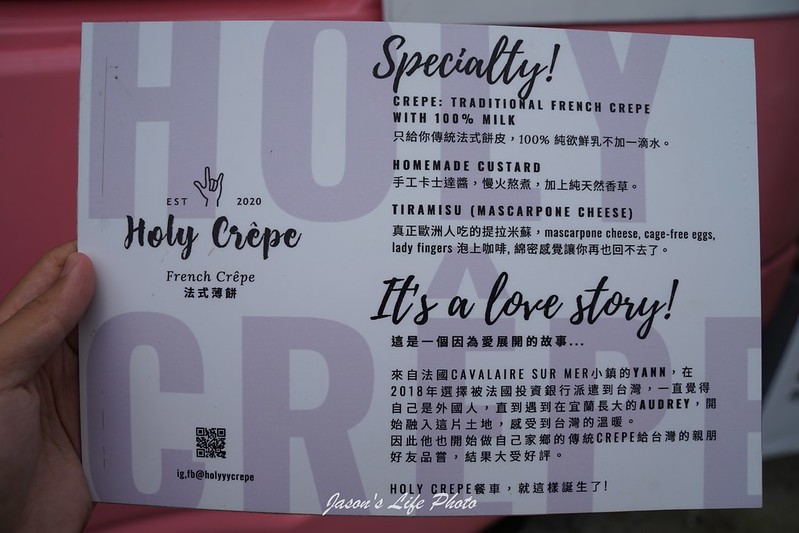 HOLY
CRÊPE
EST 2020
Holy Crêpe
French Crêpe
法式薄餅
ig,fb@holyyycrepe
Specialty!
CREPE: TRADITIONAL FRENCH CREPE
WITH 100% MILK
只給你傳統法式餅皮，100% 純欲鮮乳不加一滴水。
HOMEMADE CUSTARD
手工卡士達醬，慢火熬煮，加上純天然香草。
TIRAMISU (MASCARPONE CHEESE)
真正歐洲人吃的提拉米蘇，mascarpone cheese, cage-free eggs,
lady fingers 泡上咖啡, 綿密感覺讓你再也回不去了。
It's a love story!
這是一個因為愛展開的故事...
來自法國CAVALAIRE SUR MER小鎮的YANN，在
2018年選擇被法國投資銀行派遣到台灣，一直覺得
自己是外國人，直到遇到在宜蘭長大的AUDREY，開
始融入這片土地，感受到台灣的溫暖。
因此他也開始做自己家鄉的傳統CREPE給台灣的親朋
好友品嘗，結果大受好評。
HOLY CREPE餐車，就這樣誕生了!
Jason's Life Photo